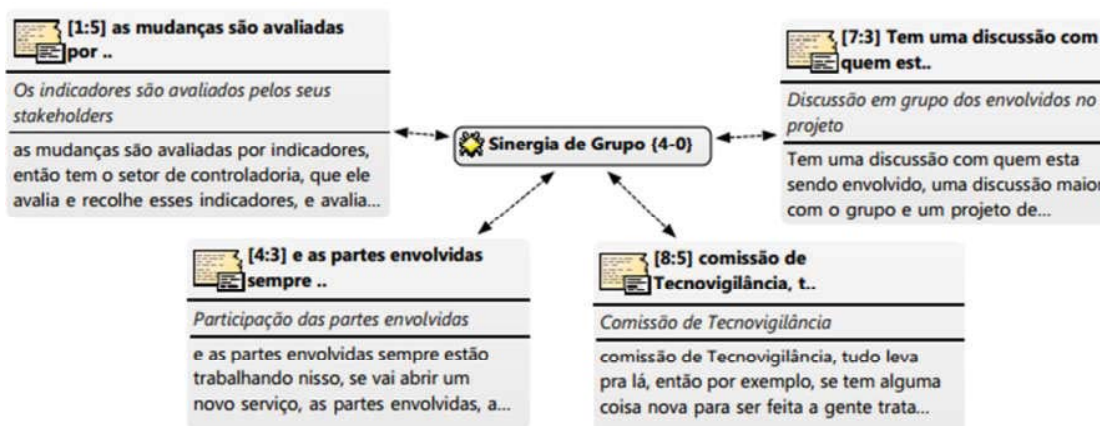 [1:5] as mudanças são avaliadas
por ..
Os indicadores são avaliados pelos seus
stakeholders
as mudanças são avaliadas por indicadores,
então tem o setor de controladoria, que ele
avalia e recolhe esses indicadores, e avalia...
[7:3] Tem uma discussão com
quem est..
Discussão em grupo dos envolvidos no
projeto
Tem uma discussão com quem esta
sendo envolvido, uma discussão maior
com o grupo e um projeto de...
Sinergia de Grupo {4-0}
[4:3] e as partes envolvidas
sempre ..
Participação das partes envolvidas
e as partes envolvidas sempre estão
trabalhando nisso, se vai abrir um
novo serviço, as partes envolvidas, a...
[8:5] comissão de
Tecnovigilância, t..
Comissão de Tecnovigilância
comissão de Tecnovigilância, tudo leva
pra lá, então por exemplo, se tem alguma
coisa nova para ser feita a gente trata...